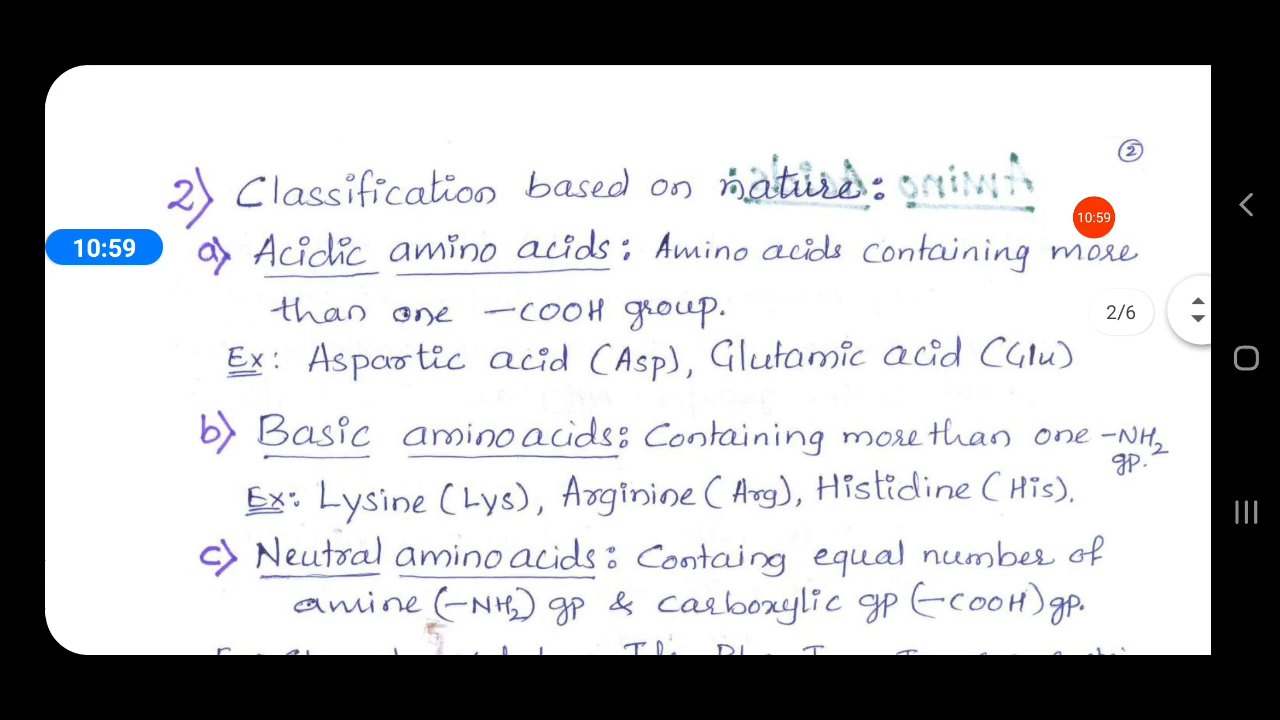 ②
2) Classification based on nature:
10:59
10:59
a) Acidic amino acids: Amino acids containing more
than one -COOH group.
2/6
Ex: Aspartic acid (Asp), Glutamic acid (Glu)
b) Basic amino acids: Containing more than one -NH2
gp.
Ex: Lysine (Lys), Arginine (Arg), Histidine (His).
c) Neutral amino acids: Containg equal number of
amine (-NH2) gp & carboxylic gp (-COOH) gp.